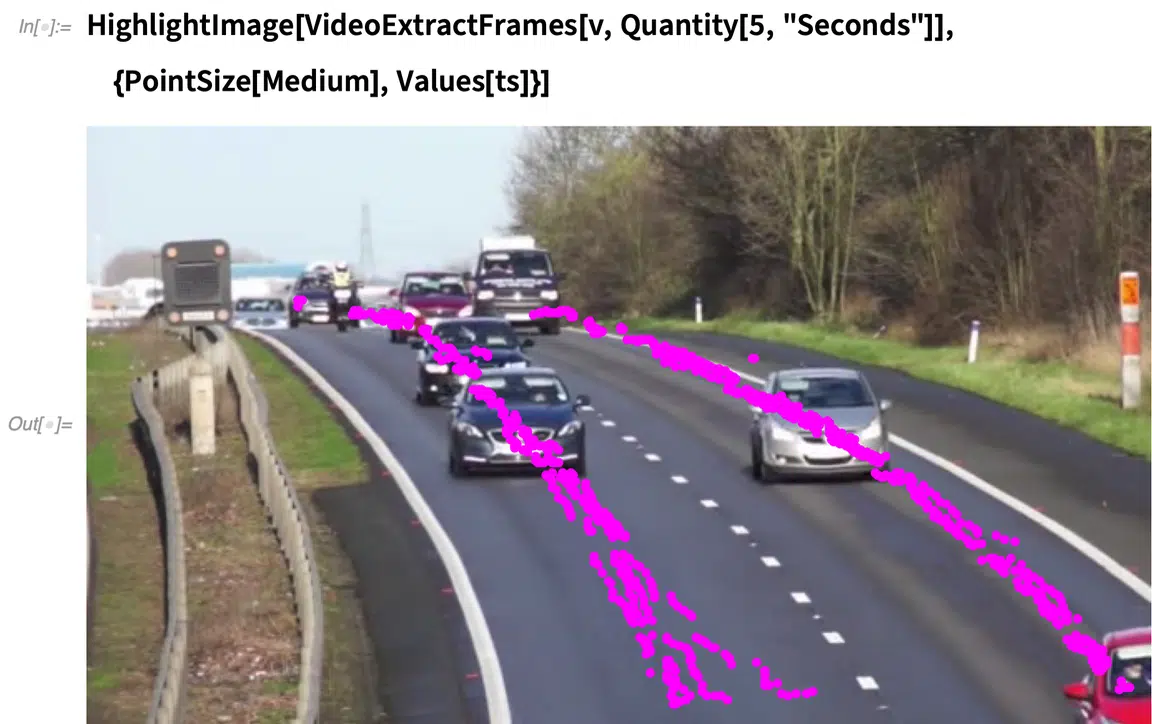 In[•]:= HighlightImage[VideoExtractFrames[v, Quantity[5, "Seconds"]],
{PointSize[Medium], Values[ts]}]
Out[•]=